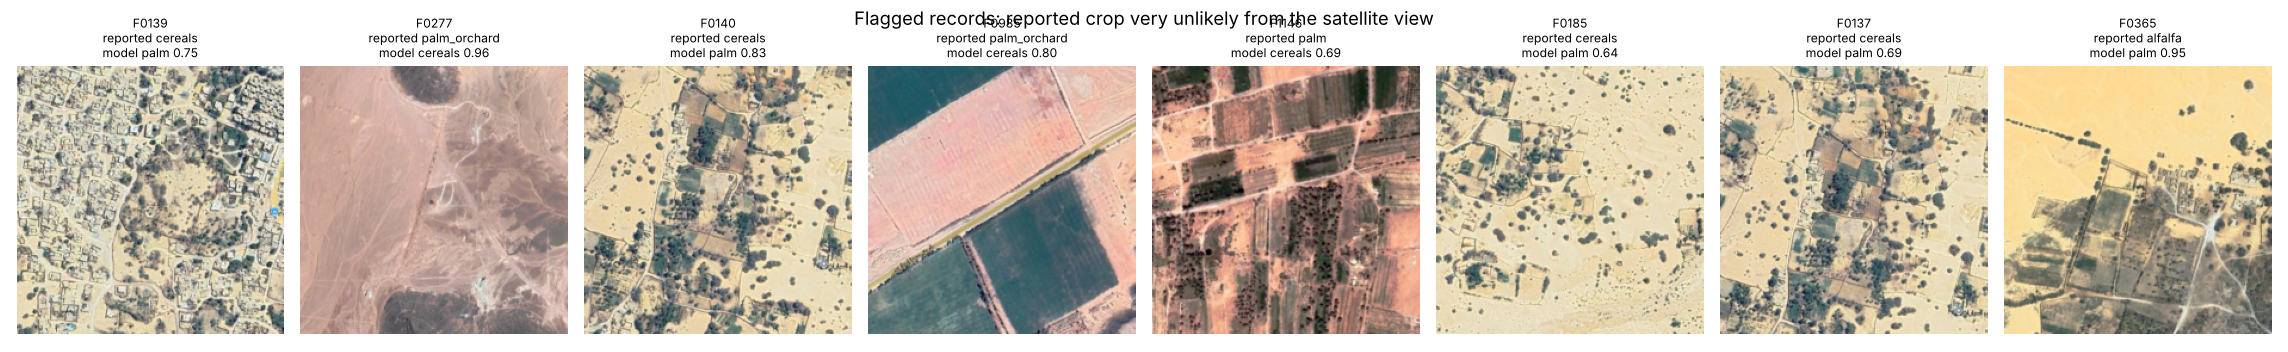 Flagged records: reported crop very unlikely from the satellite view
F0139
reported cereals
model palm 0.75
F0277
reported palm_orchard
model cereals 0.96
F0140
reported cereals
model palm 0.83
reported palm_orchard
model cereals 0.80
reported palm
model cereals 0.69
F0185
reported cereals
model palm 0.64
F0137
reported cereals
model palm 0.69
F0365
reported alfalfa
model palm 0.95